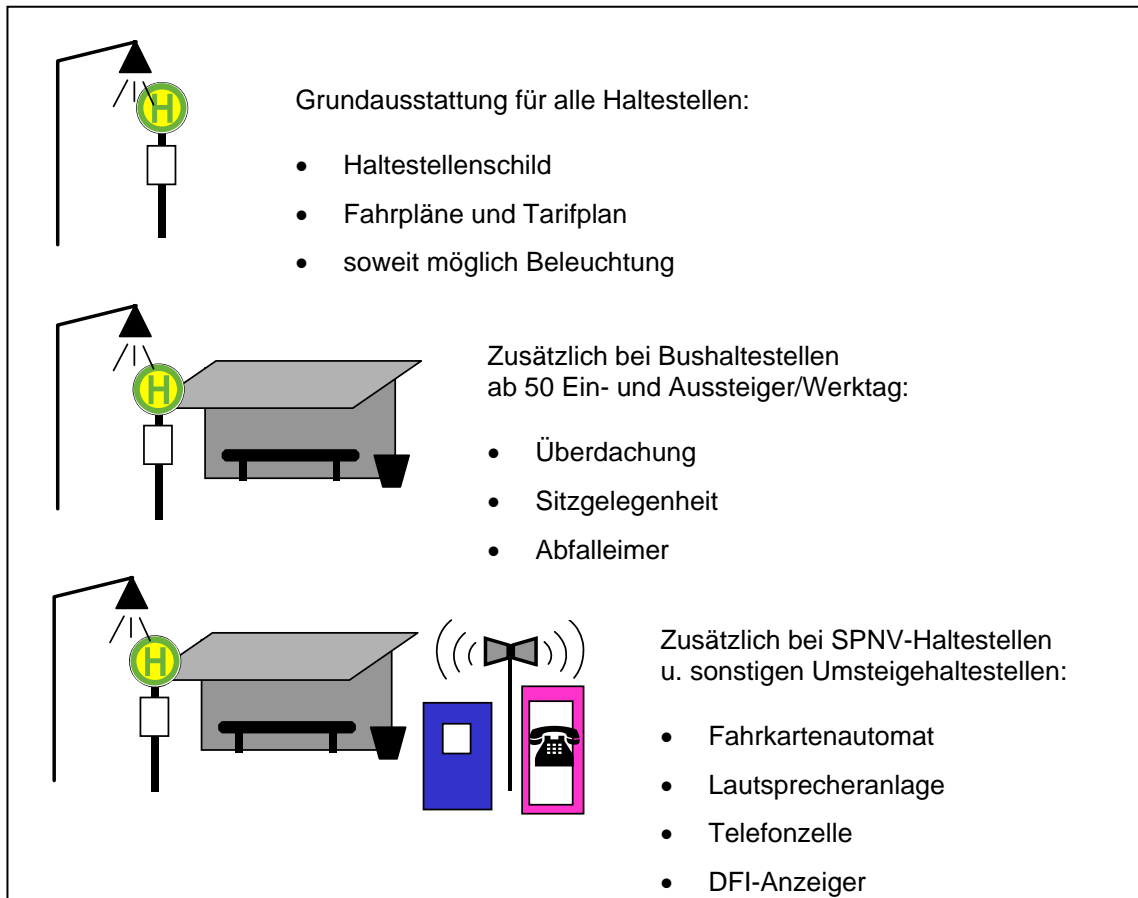 H
Grundausstattung für alle Haltestellen:
• Haltestellenschild
• Fahrpläne und Tarifplan
• soweit möglich Beleuchtung
H
Zusätzlich bei Bushaltestellen
ab 50 Ein- und Aussteiger/Werktag:
• Überdachung
• Sitzgelegenheit
• Abfalleimer
H
Zusätzlich bei SPNV-Haltestellen
u. sonstigen Umsteigehaltestellen:
• Fahrkartenautomat
• Lautsprecheranlage
• Telefonzelle
• DFI-Anzeiger